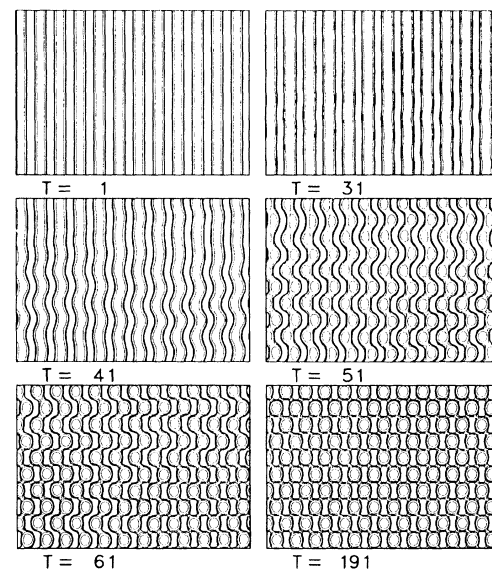 T = 1
T = 31
T = 41
T = 51
T = 61
T = 191